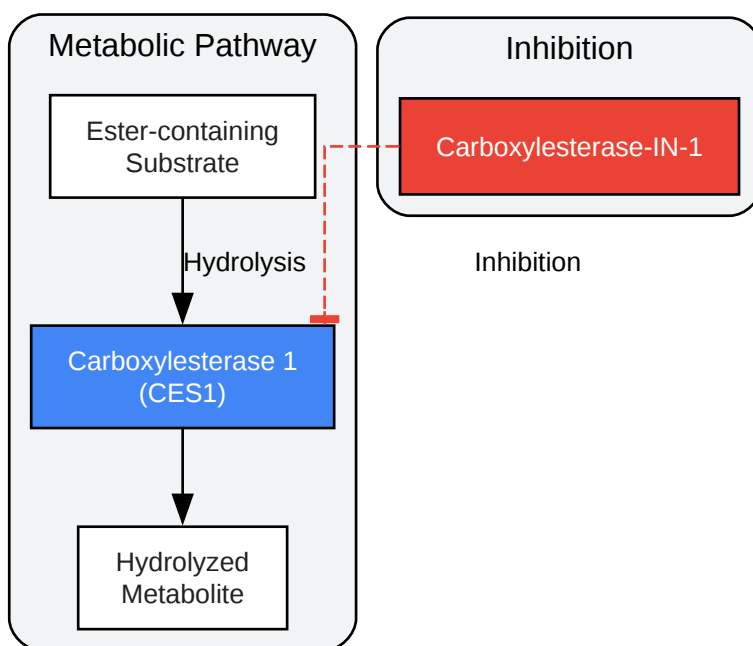 Metabolic Pathway
Ester-containing
Substrate
Hydrolysis
Carboxylesterase 1
(CES1)
Hydrolyzed
Metabolite
Inhibition
Carboxylesterase-IN-1
Inhibition